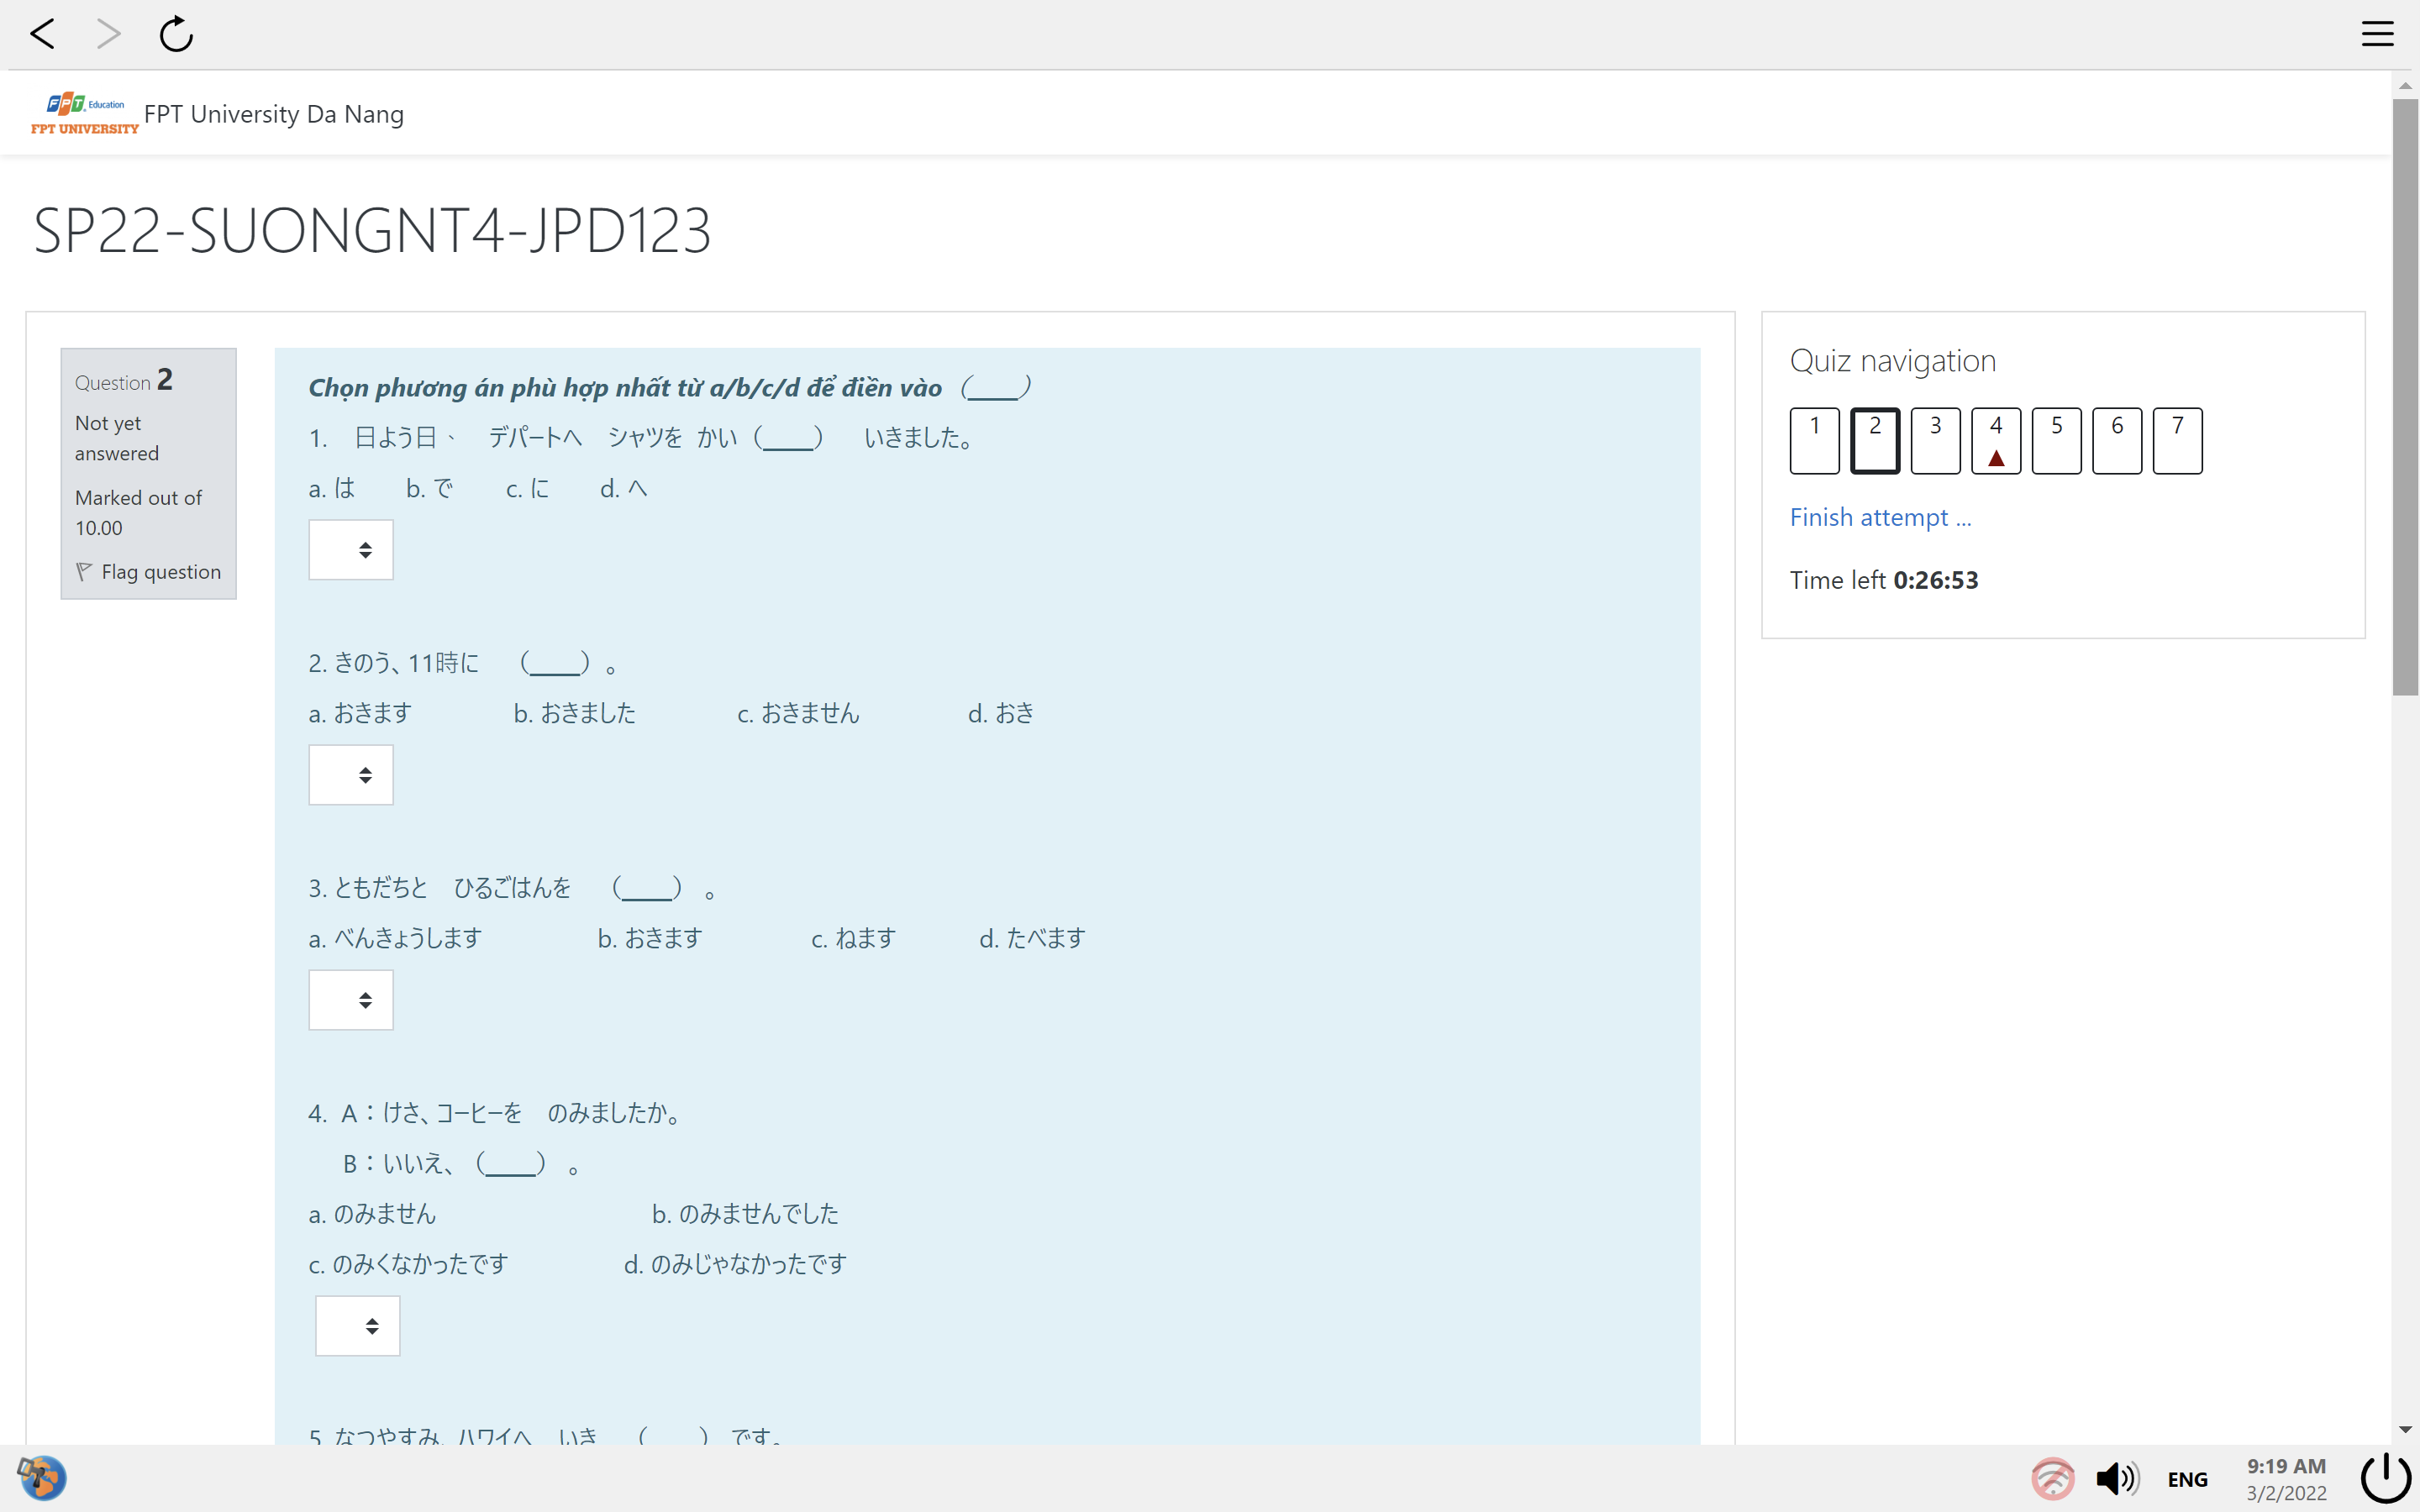 FPT Education
FPT UNIVERSITY
FPT University Da Nang
SP22-SUONGNT4-JPD123
Question 2
Not yet
answered
Marked out of
10.00
Flag question
Chọn phương án phù hợp nhất từ a/b/c/d để điền vào （____）
1. 日よう日、 デパートへ シャツを かい（____） いきました。
a. は b. で c. に d. へ
2. きのう、11時に （____）。
a. おきます b. おきました c. おきません d. おき
3. ともだちと ひるごはんを （____） 。
a. べんきょうします b. おきます c. ねます d. たべます
4. A：けさ、コーヒーを のみましたか。
B：いいえ、（____） 。
a. のみません b. のみませんでした
c. のみくなかったです d. のみじゃなかったです
5. なつやすみ、ハワイへ いき （____） です。
Quiz navigation
1 2 3 4 5 6 7
Finish attempt ...
Time left 0:26:53
ENG
9:19 AM
3/2/2022